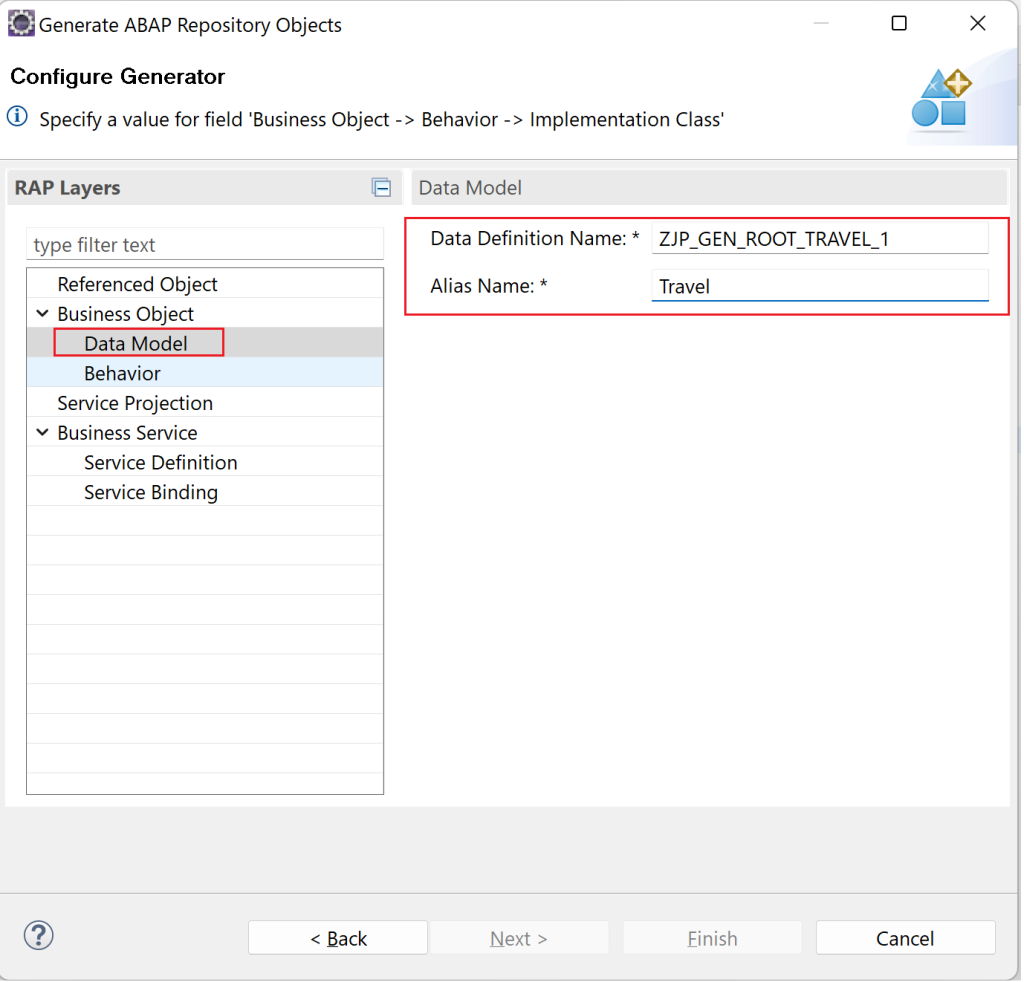 Generate ABAP Repository Objects
Configure Generator
Specify a value for field 'Business Object -> Behavior -> Implementation Class'
RAP Layers
Data Model
type filter text
Data Definition Name: * ZJP_GEN_ROOT_TRAVEL_1
Alias Name: * Travel
Referenced Object
Business Object
Data Model
Behavior
Service Projection
Business Service
Service Definition
Service Binding
? < Back Next > Finish Cancel